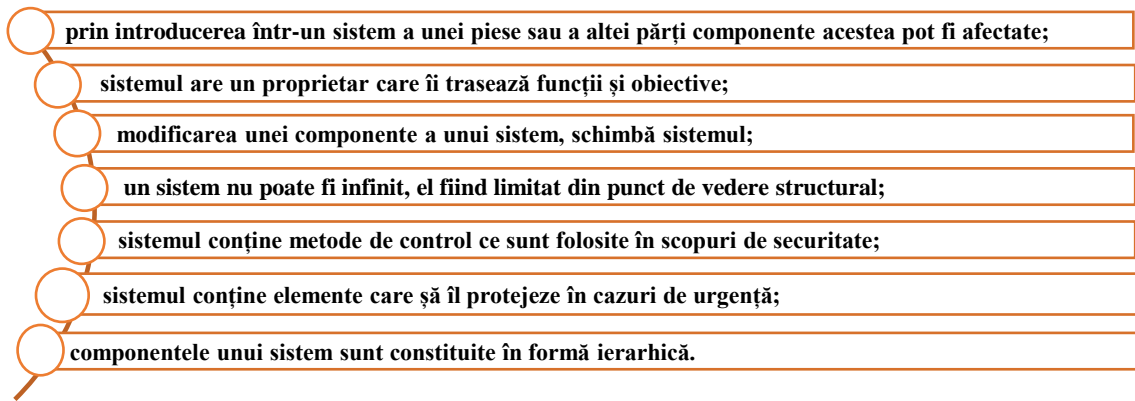 prin introducerea într-un sistem a unei piese sau a altei părți componente acestea pot fi afectate;
sistemul are un proprietar care îi trasează funcții și obiective;
modificarea unei componente a unui sistem, schimbă sistemul;
un sistem nu poate fi infinit, el fiind limitat din punct de vedere structural;
sistemul conține metode de control ce sunt folosite în scopuri de securitate;
sistemul conține elemente care șă îl protejeze în cazuri de urgență;
componentele unui sistem sunt constituite în formă ierarhică.